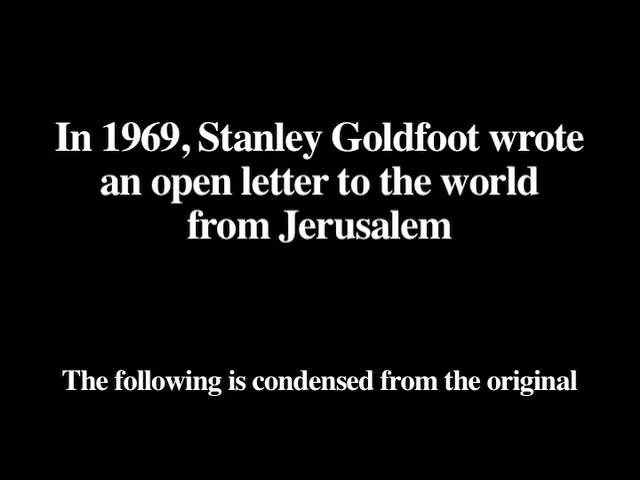 In 1969, Stanley Goldfoot wrote
an open letter to the world
from Jerusalem
The following is condensed from the original